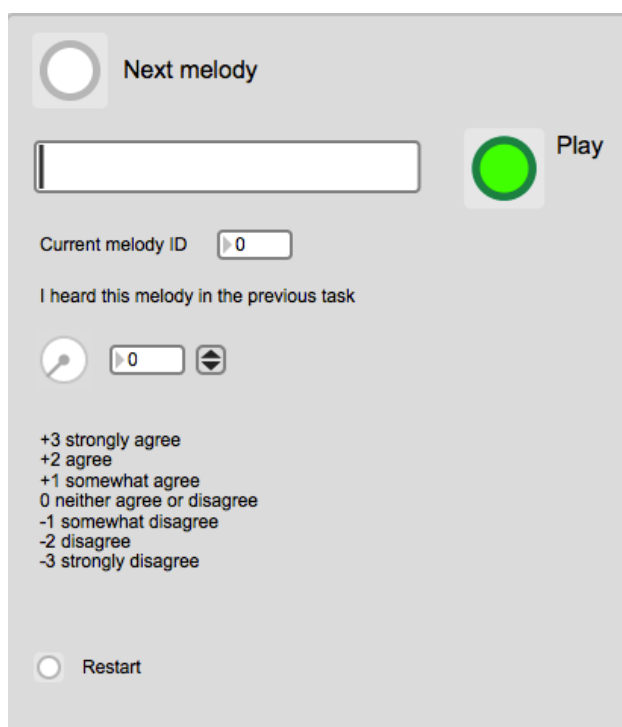 Next melody
Play
Current melody ID 0
I heard this melody in the previous task
0
+3 strongly agree
+2 agree
+1 somewhat agree
0 neither agree or disagree
-1 somewhat disagree
-2 disagree
-3 strongly disagree
Restart